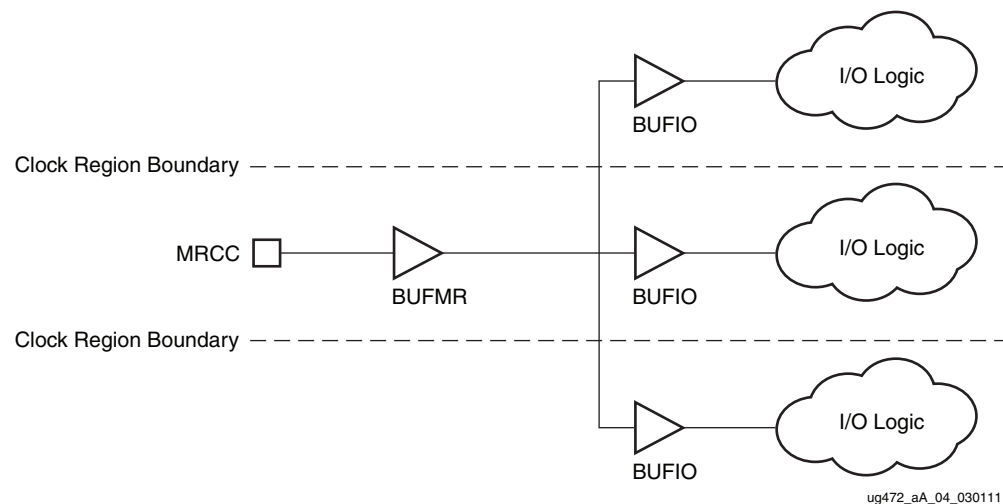 I/O Logic
BUFIO
Clock Region Boundary
I/O Logic
MRCC
BUFMR
BUFIO
Clock Region Boundary
I/O Logic
BUFIO
ug472_aA_04_030111